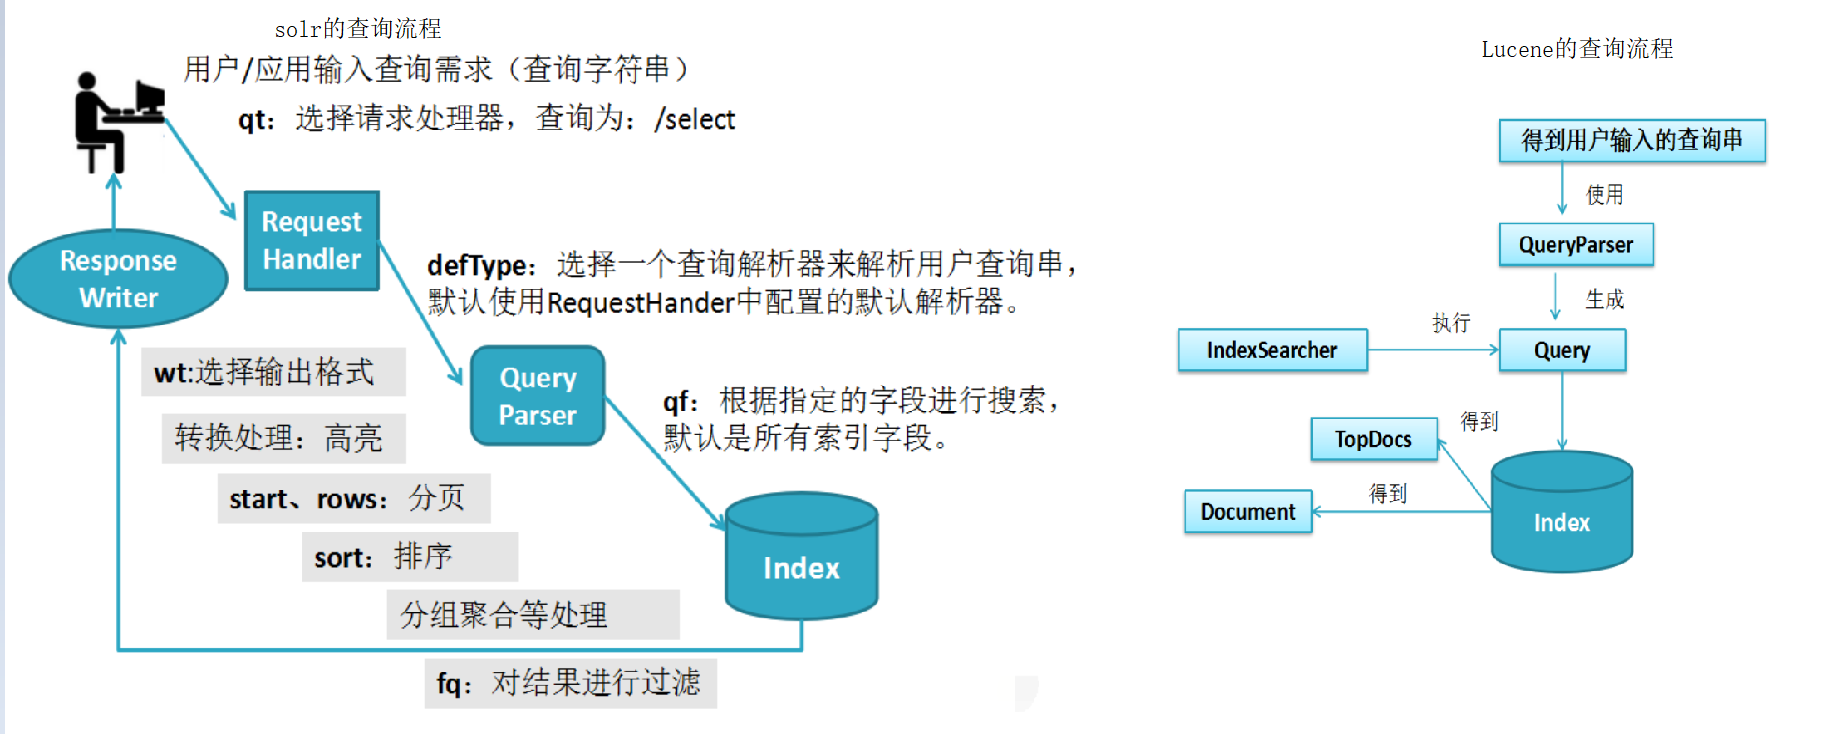 solr的查询流程
用户/应用输入查询需求（查询字符串）
qt：选择请求处理器，查询为：/select
Request
Handler
Response
Writer
defType：选择一个查询解析器来解析用户查询串，
默认使用RequestHander中配置的默认解析器。
wt:选择输出格式
Query
Parser
qf：根据指定的字段进行搜索，
默认是所有索引字段。
转换处理：高亮
start、rows：分页
sort：排序
Index
分组聚合等处理
fq：对结果进行过滤
Lucene的查询流程
得到用户输入的查询串
使用
QueryParser
生成
执行
IndexSearcher
Query
得到
TopDocs
得到
Document
Index